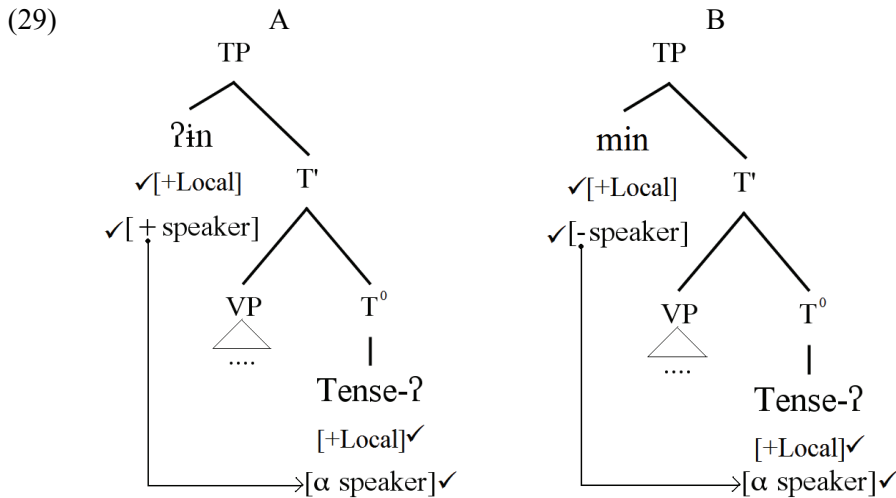 (29) A B
TP TP
ʔɨn min
✓[+Local] T' ✓[+Local] T'
✓[+ speaker] ✓[- speaker]
VP T⁰ VP T⁰
.... ....
Tense-ʔ Tense-ʔ
[+Local]✓ [+Local]✓
[α speaker]✓ [α speaker]✓